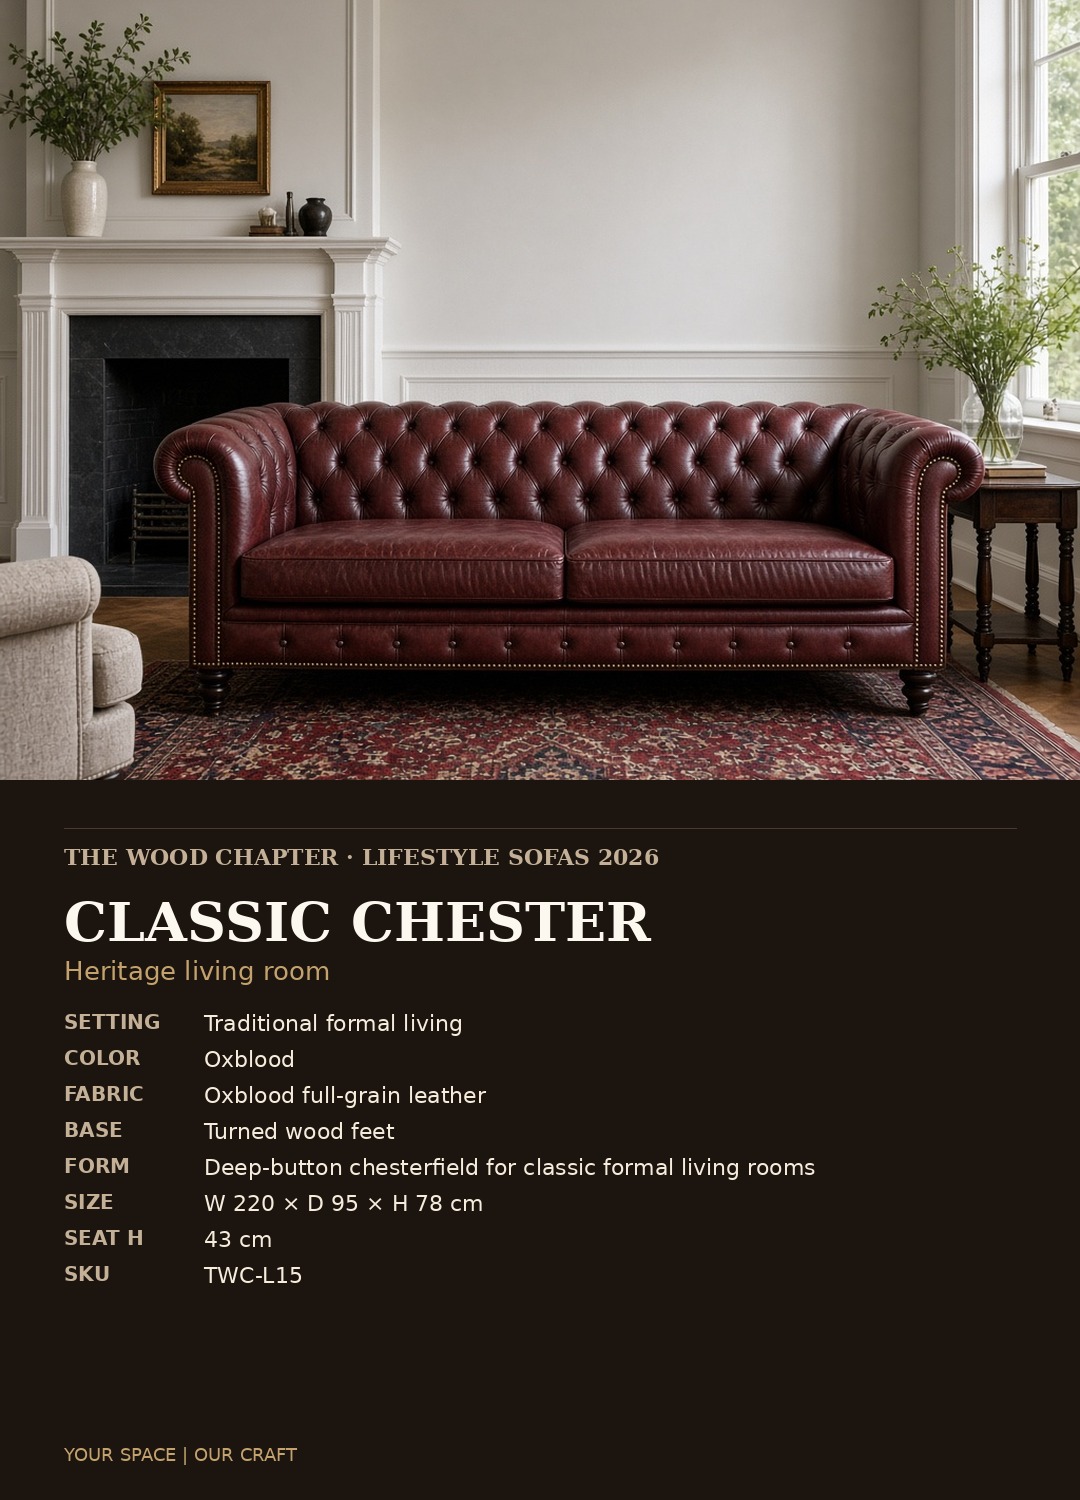 THE WOOD CHAPTER · LIFESTYLE SOFAS 2026
CLASSIC CHESTER
Heritage living room
SETTING Traditional formal living
COLOR Oxblood
FABRIC Oxblood full-grain leather
BASE Turned wood feet
FORM Deep-button chesterfield for classic formal living rooms
SIZE W 220 × D 95 × H 78 cm
SEAT H 43 cm
SKU TWC-L15
YOUR SPACE | OUR CRAFT